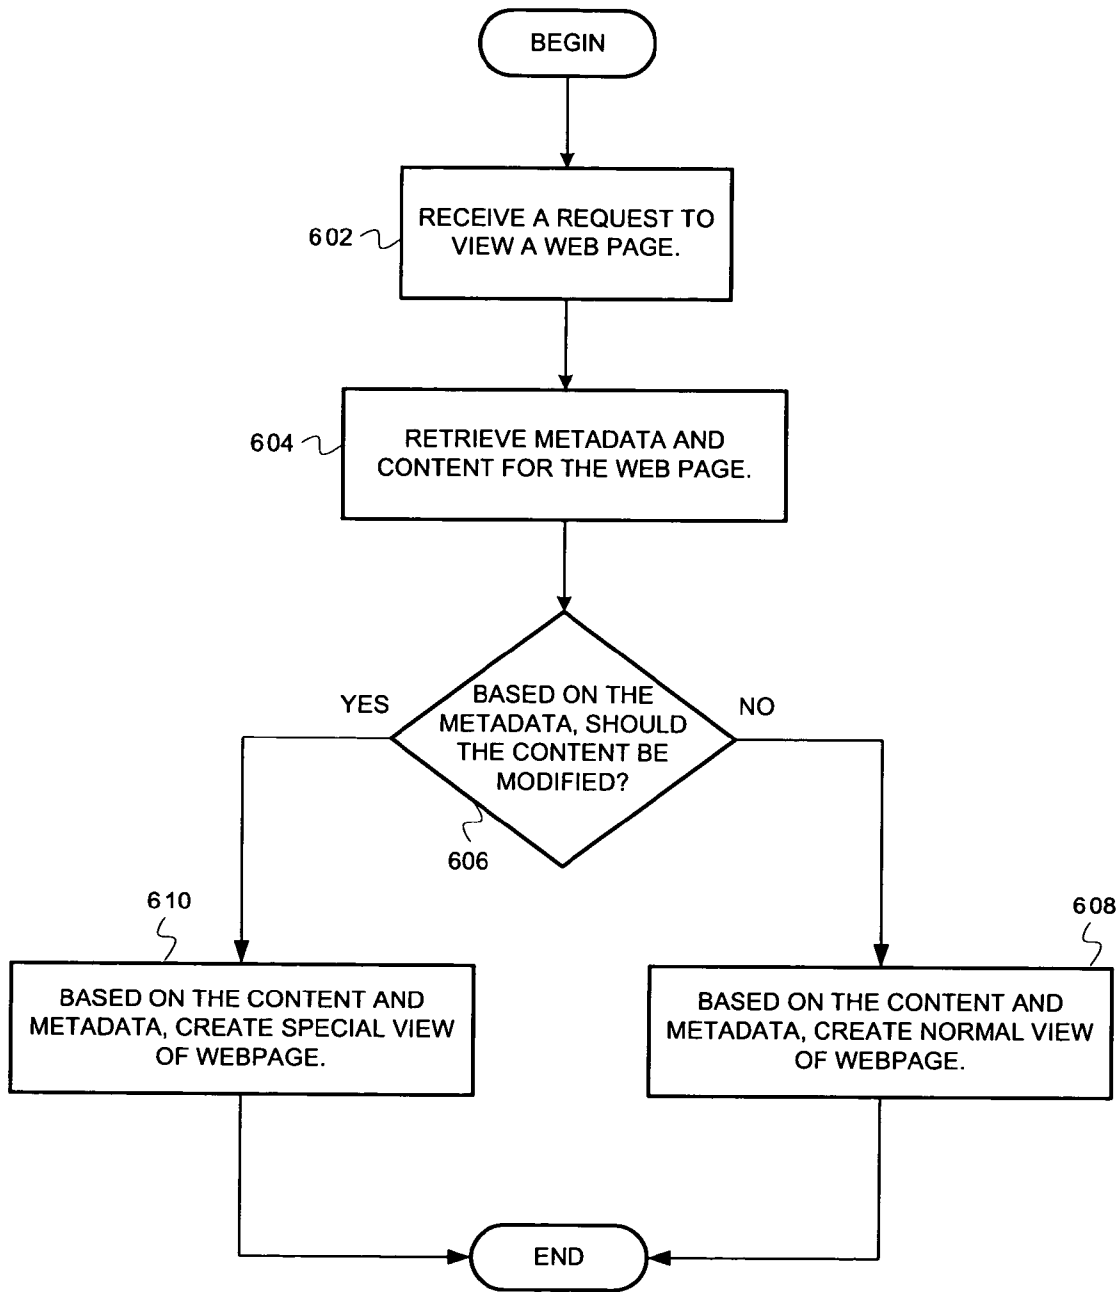 BEGIN
RECEIVE A REQUEST TO
VIEW A WEB PAGE.
602
RETRIEVE METADATA AND
CONTENT FOR THE WEB PAGE.
604
YES
BASED ON THE
METADATA, SHOULD
THE CONTENT BE
MODIFIED?
NO
606
610
608
BASED ON THE CONTENT AND
METADATA, CREATE SPECIAL VIEW
OF WEBPAGE.
BASED ON THE CONTENT AND
METADATA, CREATE NORMAL VIEW
OF WEBPAGE.
END